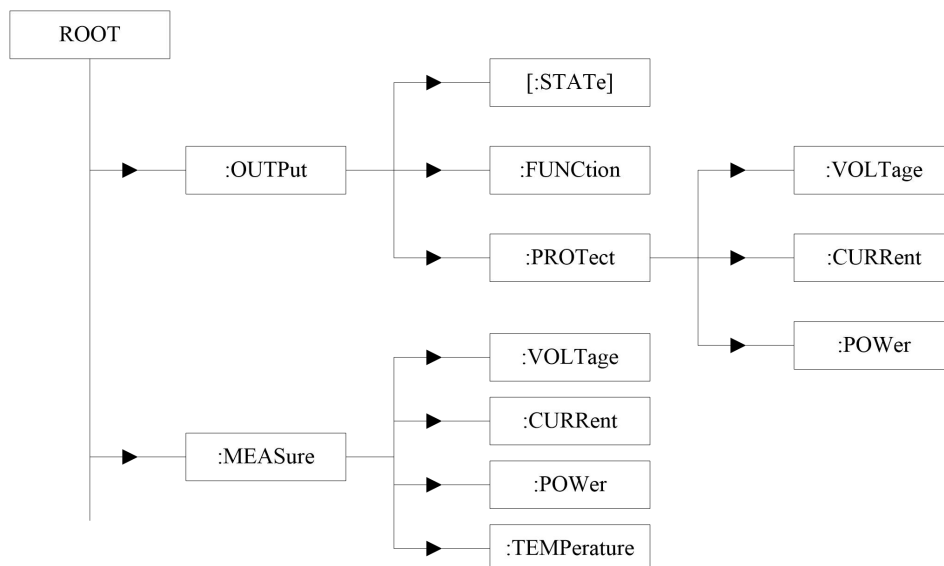 ROOT
:OUTPut
[:STATe]
:FUNCtion
:PROTect
:VOLTage
:CURRent
:POWer
:MEASure
:VOLTage
:CURRent
:POWer
:TEMPerature